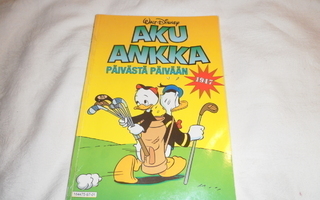 Walt Disney
AKU
ANKKA
PÄIVÄSTÄ PÄIVÄÄN
1947